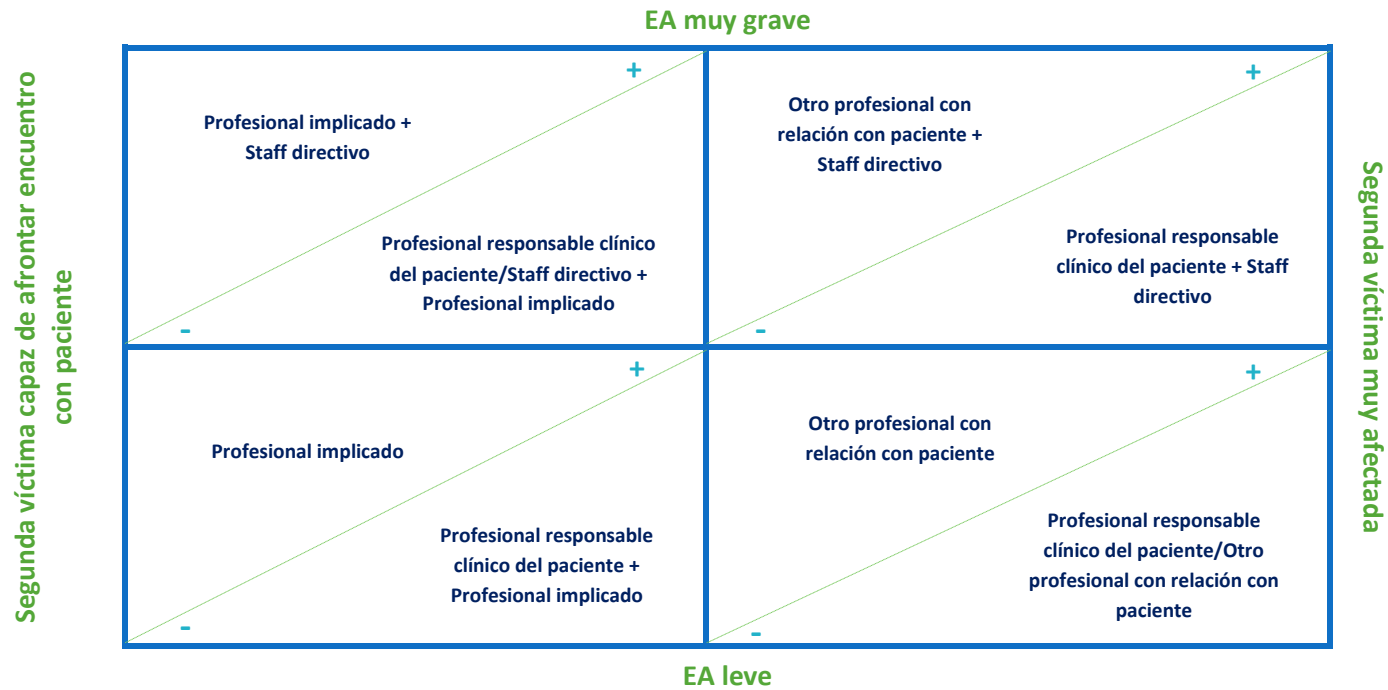 EA muy grave
Segunda víctima capaz de afrontar encuentro
con paciente
+
Profesional implicado +
Staff directivo
Profesional responsable clínico
del paciente/Staff directivo +
Profesional implicado
-
+
Otro profesional con
relación con paciente +
Staff directivo
Profesional responsable
clínico del paciente + Staff
directivo
-
+
Profesional implicado
Profesional responsable
clínico del paciente +
Profesional implicado
-
+
Otro profesional con
relación con paciente
Profesional responsable
clínico del paciente/Otro
profesional con relación con
paciente
-
Segunda víctima muy afectada
EA leve